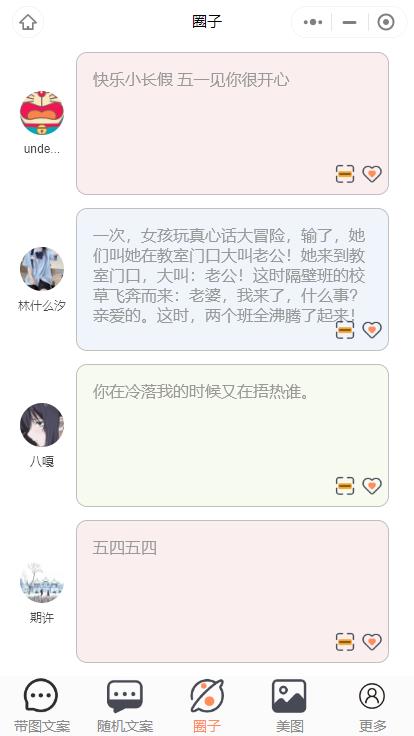 圈子
快乐小长假 五一见你很开心
unde...
一次，女孩玩真心话大冒险，输了，她
们叫她在教室门口大叫老公！她来到教
室门口，大叫：老公！这时隔壁班的校
草飞奔而来：老婆，我来了，什么事？
亲爱的。这时，两个班全沸腾了起来！
林什么汐
你在冷落我的时候又在捂热谁。
八嘎
五四五四
期许
带图文案
随机文案
圈子
美图
更多